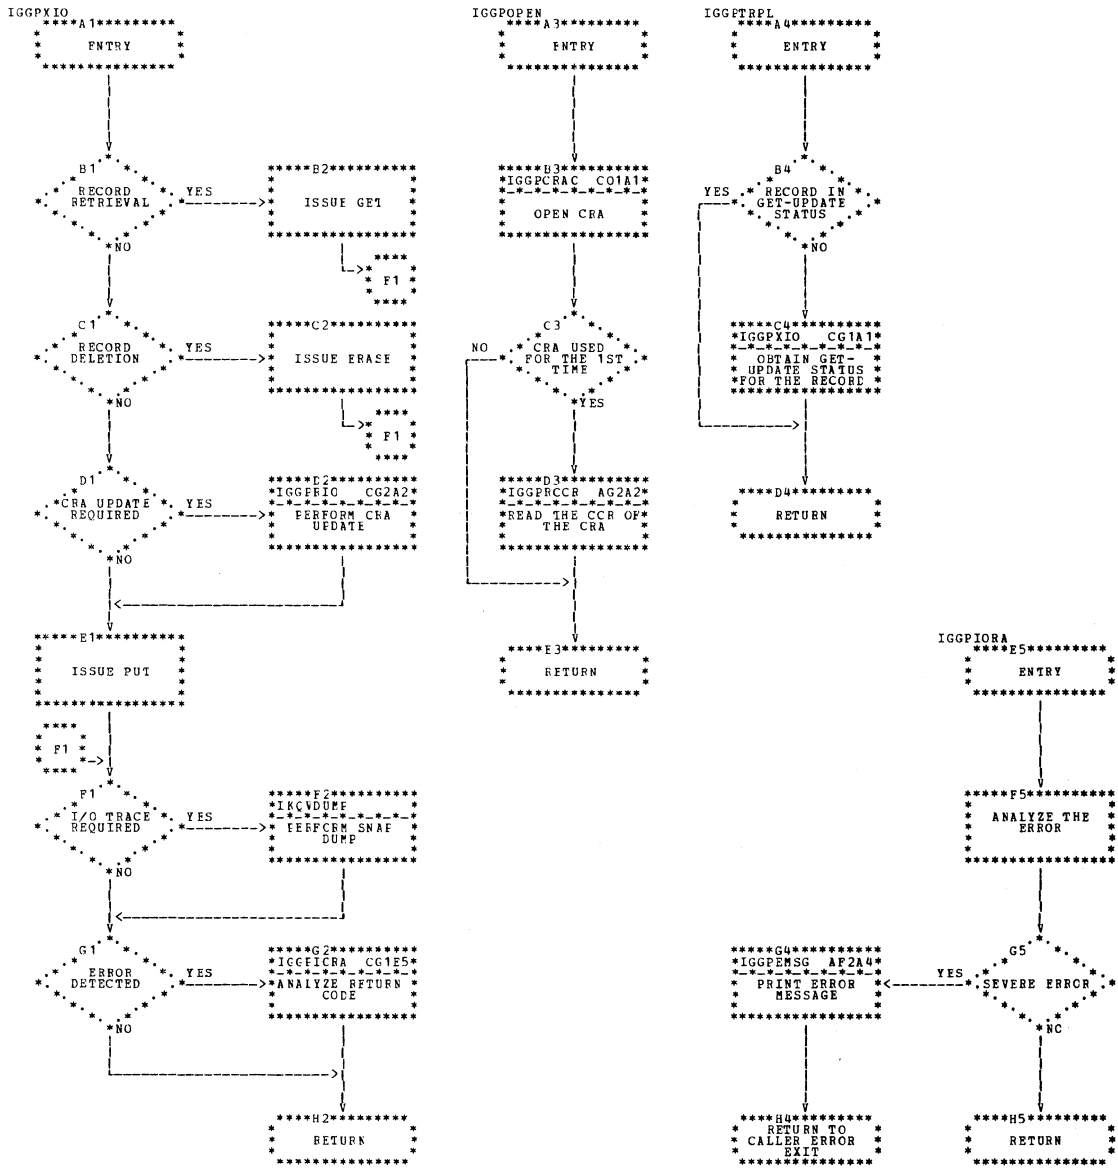 IGGPXIO
A1
ENTRY
B1
RECORD
RETRIEVAL
YES
NO
B2
ISSUE GET
F1
C1
RECORD
DELETION
YES
NO
C2
ISSUE ERASE
F1
D1
CRA UPDATE
REQUIRED
YES
NO
D2
IGGPRIO CG2A2
PERFORM CRA
UPDATE
E1
ISSUE PUT
F1
F1
I/O TRACE
REQUIRED
YES
NO
F2
IKQVDUMP
PERFORM SNAP
DUMP
G1
ERROR
DETECTED
YES
NO
G2
IGGPICRA CG1E5
ANALYZE RETURN
CODE
H2
RETURN
IGGPOPEN
A3
ENTRY
B3
IGGPCRAC CO1A1
OPEN CRA
C3
CRA USED
FOR THE 1ST
TIME
NO
YES
D3
IGGPRCCR AG2A2
READ THE CCR OF
THE CRA
E3
RETURN
IGGPTRPL
A4
ENTRY
B4
RECORD IN
GET-UPDATE
STATUS
YES
NO
C4
IGGPXIO CG1A1
OBTAIN GET-
UPDATE STATUS
FOR THE RECORD
D4
RETURN
IGGPIORA
E5
ENTRY
F5
ANALYZE THE
ERROR
G5
SEVERE ERROR
YES
NC
G4
IGGPEMSG AF2A4
PRINT ERROR
MESSAGE
H4
RETURN TO
CALLER ERROR
EXIT
H5
RETURN